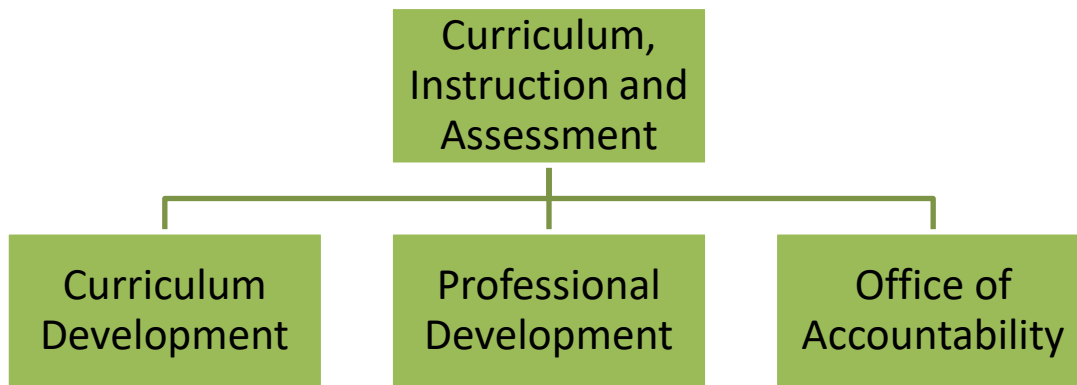 Curriculum,
Instruction and
Assessment
Curriculum
Development
Professional
Development
Office of
Accountability